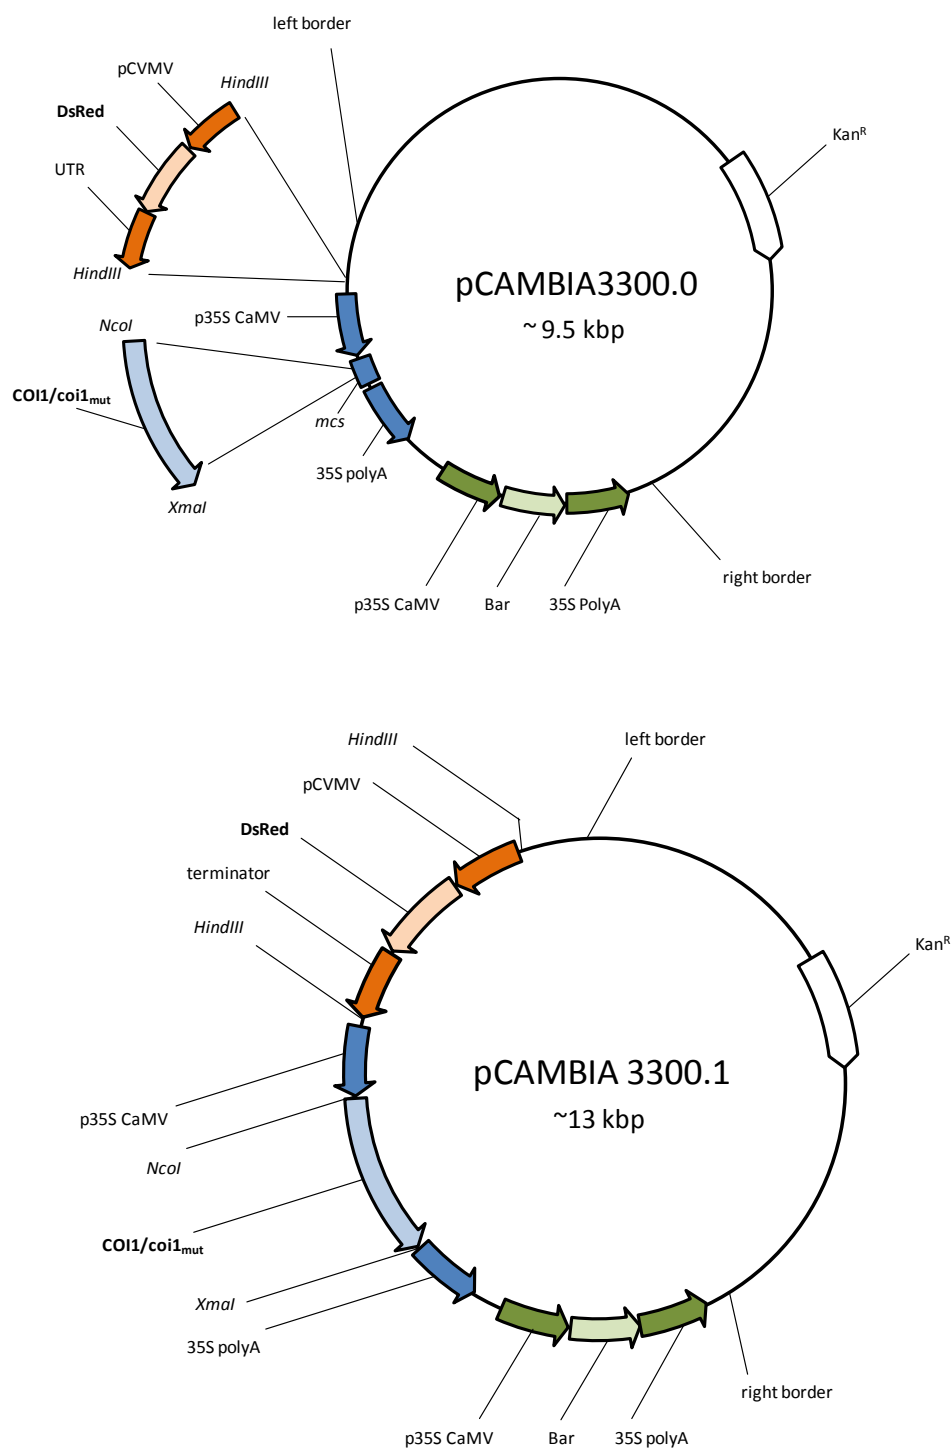 left border
pCVMV
HindIII
DsRed
UTR
Kan^R
HindIII
pCAMBIA3300.0
~ 9.5 kbp
NcoI
p35S CaMV
COI1/coi1mut
mcs
35S polyA
XmaI
right border
p35S CaMV
Bar
35S PolyA
HindIII
left border
pCVMV
DsRed
terminator
HindIII
Kan^R
pCAMBIA 3300.1
~13 kbp
p35S CaMV
NcoI
COI1/coi1mut
XmaI
35S polyA
right border
p35S CaMV
Bar
35S polyA